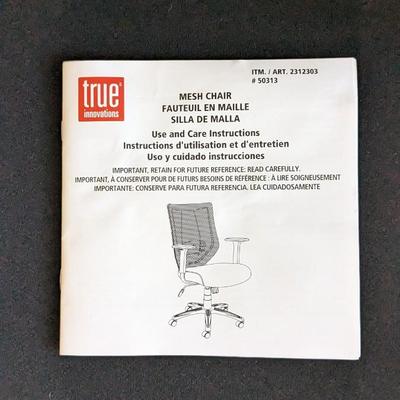 true
innovations
ITM. / ART. 2312303
# 50313
MESH CHAIR
FAUTEUIL EN MAILLE
SILLA DE MALLA
Use and Care Instructions
Instructions d'utilisation et d'entretien
Uso y cuidado instrucciones
IMPORTANT, RETAIN FOR FUTURE REFERENCE: READ CAREFULLY.
IMPORTANT, À CONSERVER POUR DE FUTURS BESOINS DE RÉFÉRENCE : À LIRE SOIGNEUSEMENT
IMPORTANTE: CONSERVE PARA FUTURA REFERENCIA. LEA CUIDADOSAMENTE